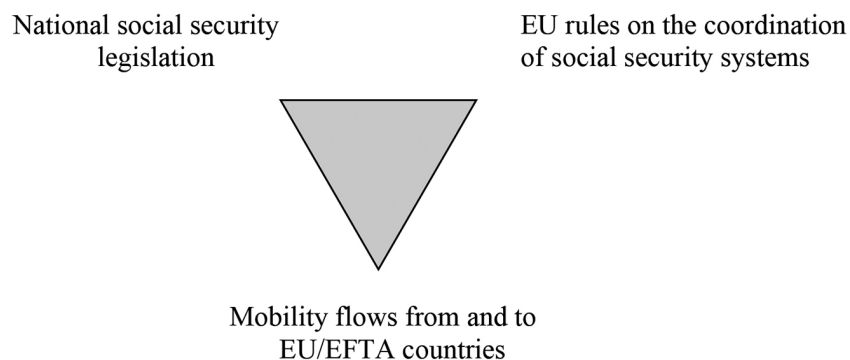 National social security
legislation
EU rules on the coordination
of social security systems
Mobility flows from and to
EU/EFTA countries